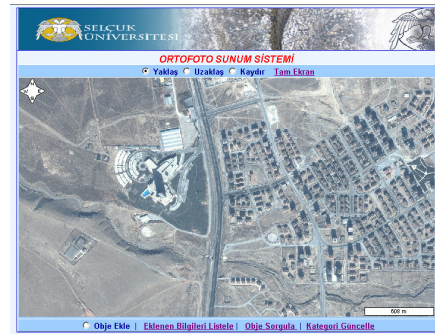 SELÇUK
ÜNİVERSİTESİ
ORTOFOTO SUNUM SİSTEMİ
Yaklaş Uzaklaş Kaydır Tam Ekran
608 m
Obje Ekle | Eklenen Bilgileri Listele | Obje Sorgula | Kategori Güncelle